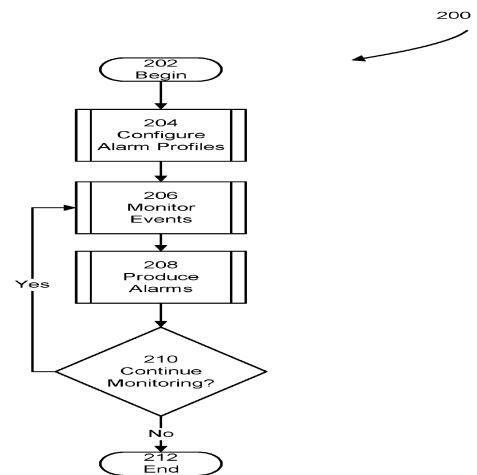 200
202
Begin
204
Configure
Alarm Profiles
206
Monitor
Events
208
Produce
Alarms
Yes
210
Continue
Monitoring?
No
212
End